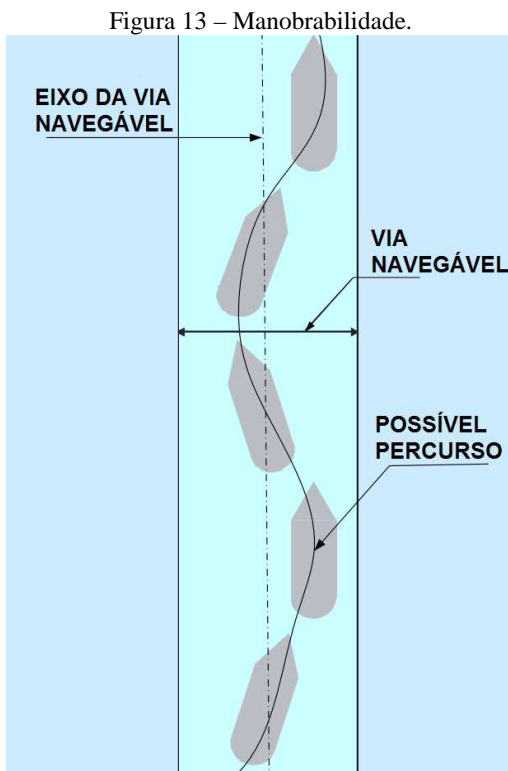 Figura 13 – Manobrabilidade.
EIXO DA VIA
NAVEGÁVEL
VIA
NAVEGÁVEL
POSSÍVEL
PERCURSO